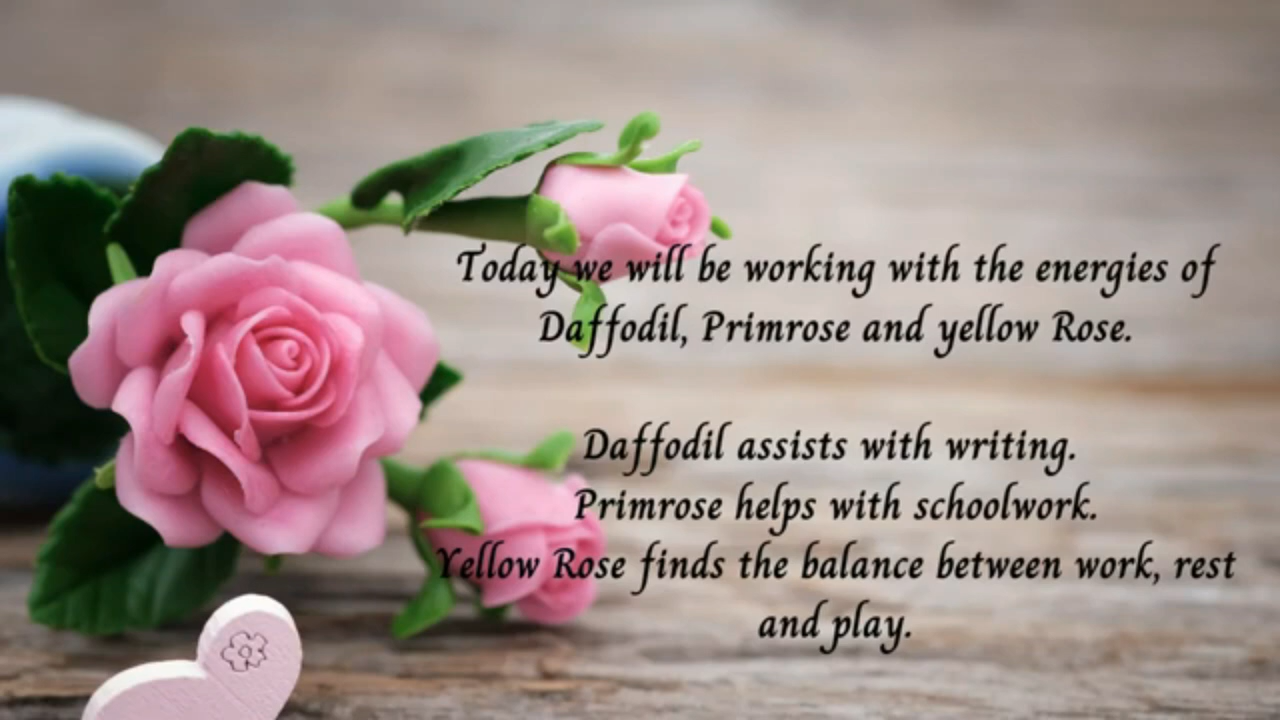 Today we will be working with the energies of
Daffodil, Primrose and yellow Rose.
Daffodil assists with writing.
Primrose helps with schoolwork.
Yellow Rose finds the balance between work, rest
and play.